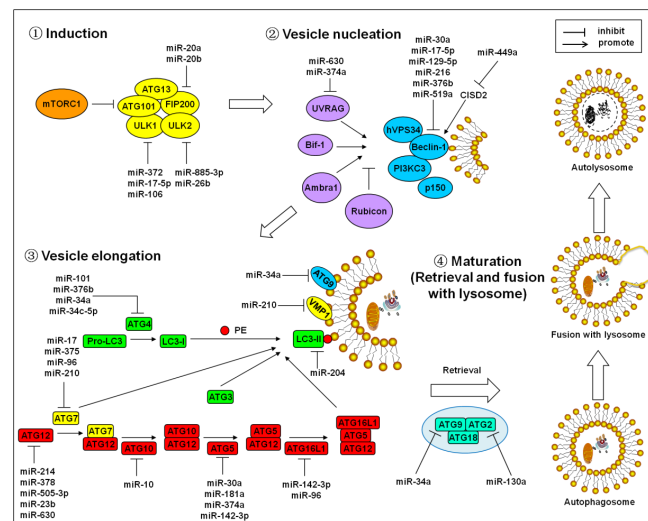 ① Induction
miR-20a
miR-20b
mTORC1
ATG13
ATG101
FIP200
ULK1
ULK2
miR-372
miR-17-5p
miR-106
miR-885-3p
miR-26b
② Vesicle nucleation
miR-630
miR-374a
UVRAG
Bif-1
Ambra1
Rubicon
miR-30a
miR-17-5p
miR-129-5p
miR-216
miR-376b
miR-519a
miR-449a
CISD2
hVPS34
Beclin-1
PI3KC3
p150
inhibit
promote
Autolysosome
③ Vesicle elongation
miR-101
miR-376b
miR-34a
miR-34c-5p
ATG4
Pro-LC3
LC3-I
PE
LC3-II
miR-204
miR-34a
ATG9
miR-210
VMP1
miR-17
miR-375
miR-96
miR-210
ATG3
ATG7
ATG12
ATG7
ATG12
ATG10
ATG10
ATG12
ATG5
ATG5
ATG12
ATG16L1
ATG16L1
ATG5
ATG12
miR-214
miR-378
miR-505-3p
miR-23b
miR-630
miR-10
miR-30a
miR-181a
miR-374a
miR-142-3p
miR-142-3p
miR-96
④ Maturation
(Retrieval and fusion
with lysosome)
Fusion with lysosome
Retrieval
ATG9
ATG2
ATG18
miR-34a
miR-130a
Autophagosome